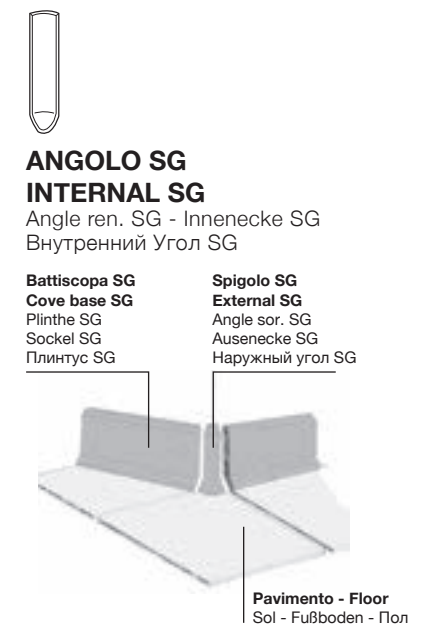 ANGOLO SG
INTERNAL SG
Angle ren. SG - Innenecke SG
Внутренний Угол SG
Battiscopa SG
Cove base SG
Plinthe SG
Sockel SG
Плинтус SG
Spigolo SG
External SG
Angle sor. SG
Ausenecke SG
Наружный угол SG
Pavimento - Floor
Sol - Fußboden - Пол